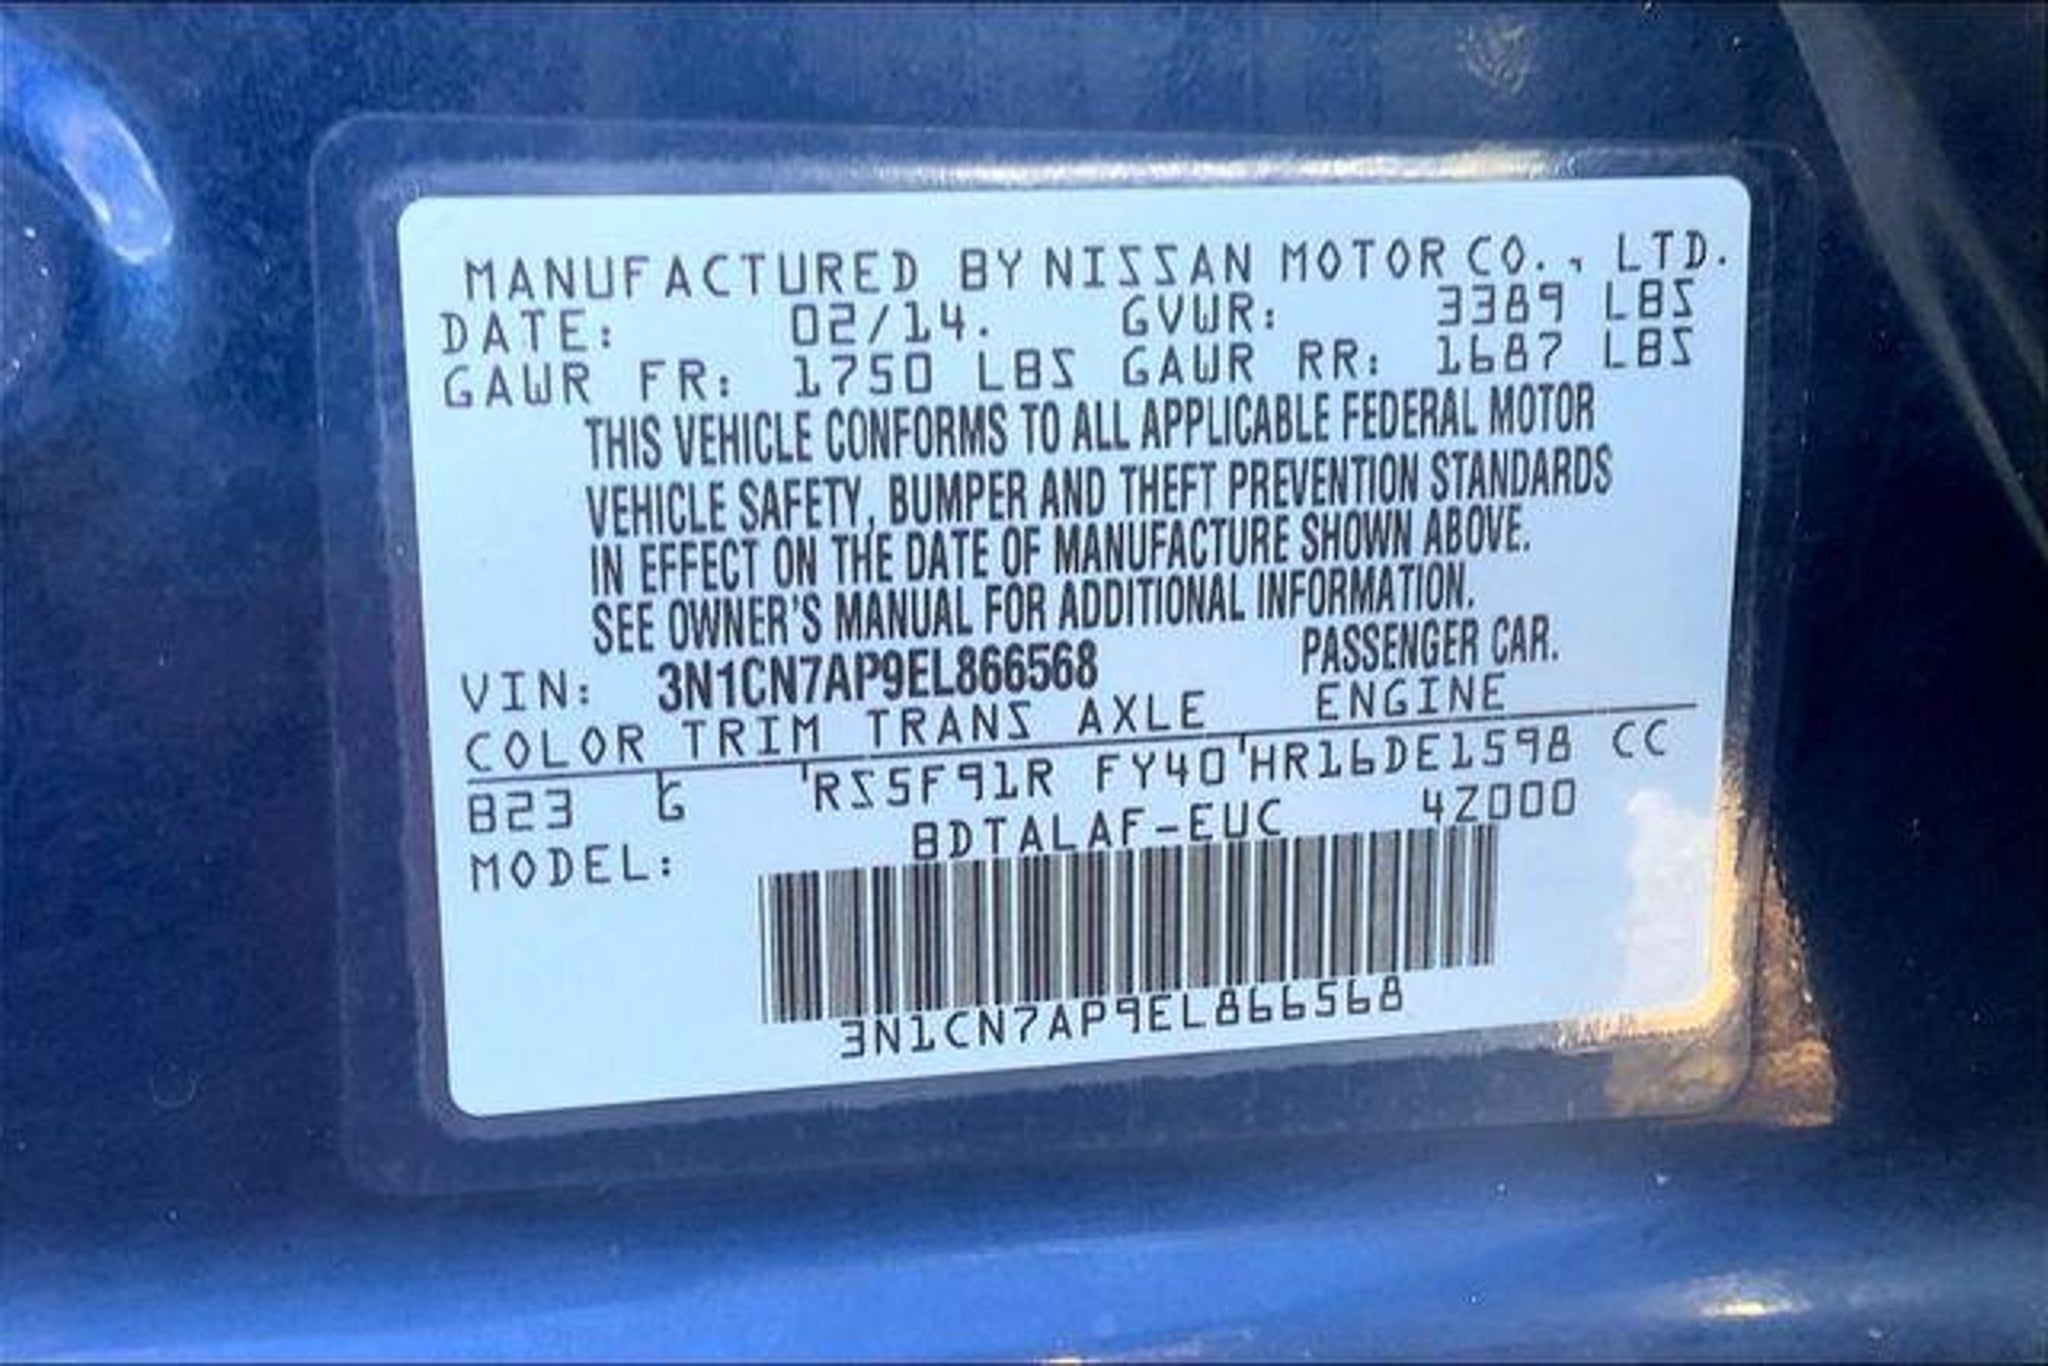 MANUFACTURED BY NISSAN MOTOR CO., LTD.
DATE: 02/14. GVWR: 3389 LBS
GAWR FR: 1750 LBS GAWR RR: 1687 LBS
THIS VEHICLE CONFORMS TO ALL APPLICABLE FEDERAL MOTOR
VEHICLE SAFETY, BUMPER AND THEFT PREVENTION STANDARDS
IN EFFECT ON THE DATE OF MANUFACTURE SHOWN ABOVE.
SEE OWNER'S MANUAL FOR ADDITIONAL INFORMATION.
VIN: 3N1CN7AP9EL866568 PASSENGER CAR.
COLOR TRIM TRANS AXLE ENGINE
B23 G RS5F91R FY40 HR16DE1598 CC
MODEL: BDTALAF-EUC 4Z000
3N1CN7AP9EL866568